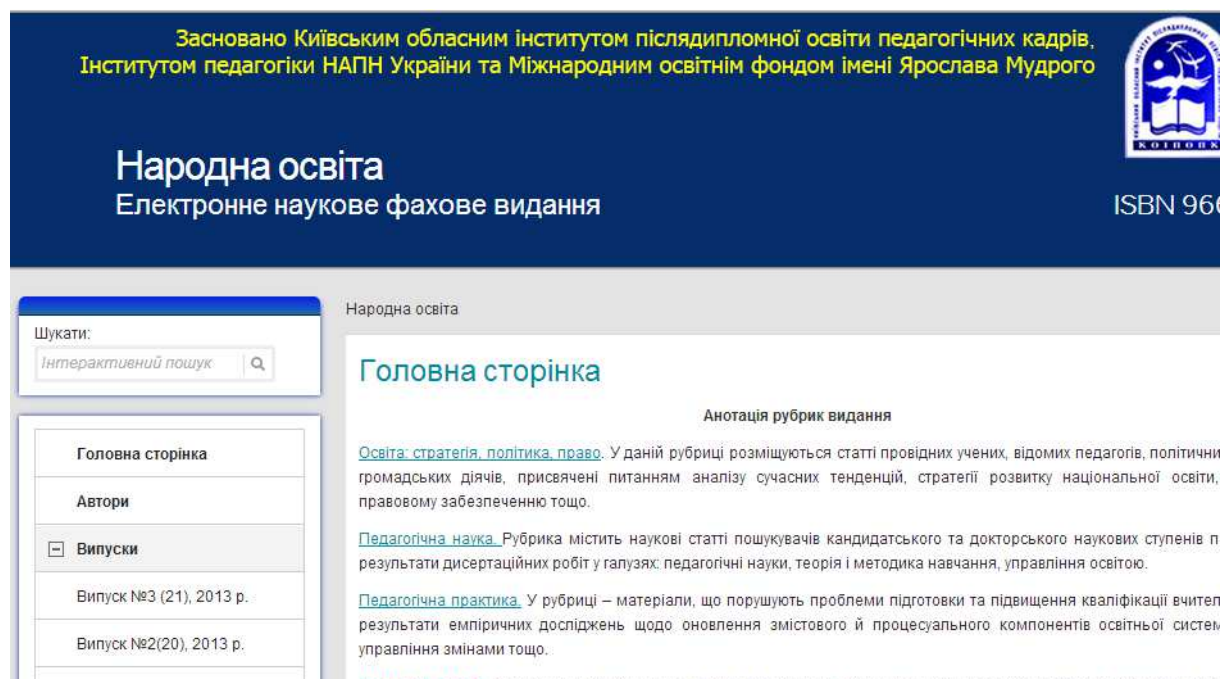 Засновано Київським обласним інститутом післядипломної освіти педагогічних кадрів,
Інститутом педагогіки НАПН України та Міжнародним освітнім фондом імені Ярослава Мудрого
КОІПОПК
Народна освіта
Електронне наукове фахове видання
ISBN 966
Шукати:
Інтерактивний пошук
Головна сторінка
Автори
Випуски
Випуск №3 (21), 2013 р.
Випуск №2(20), 2013 р.
Народна освіта
Головна сторінка
Анотація рубрик видання
Освіта: стратегія, політика, право. У даній рубриці розміщуються статті провідних учених, відомих педагогів, політични
громадських діячів, присвячені питанням аналізу сучасних тенденцій, стратегії розвитку національної освіти,
правовому забезпеченню тощо.
Педагогічна наука. Рубрика містить наукові статті пошукувачів кандидатського та докторського наукових ступенів п
результати дисертаційних робіт у галузях: педагогічні науки, теорія і методика навчання, управління освітою.
Педагогічна практика. У рубриці – матеріали, що порушують проблеми підготовки та підвищення кваліфікації вчител
результати емпіричних досліджень щодо оновлення змістового й процесуального компонентів освітньої систем
управління змінами тощо.